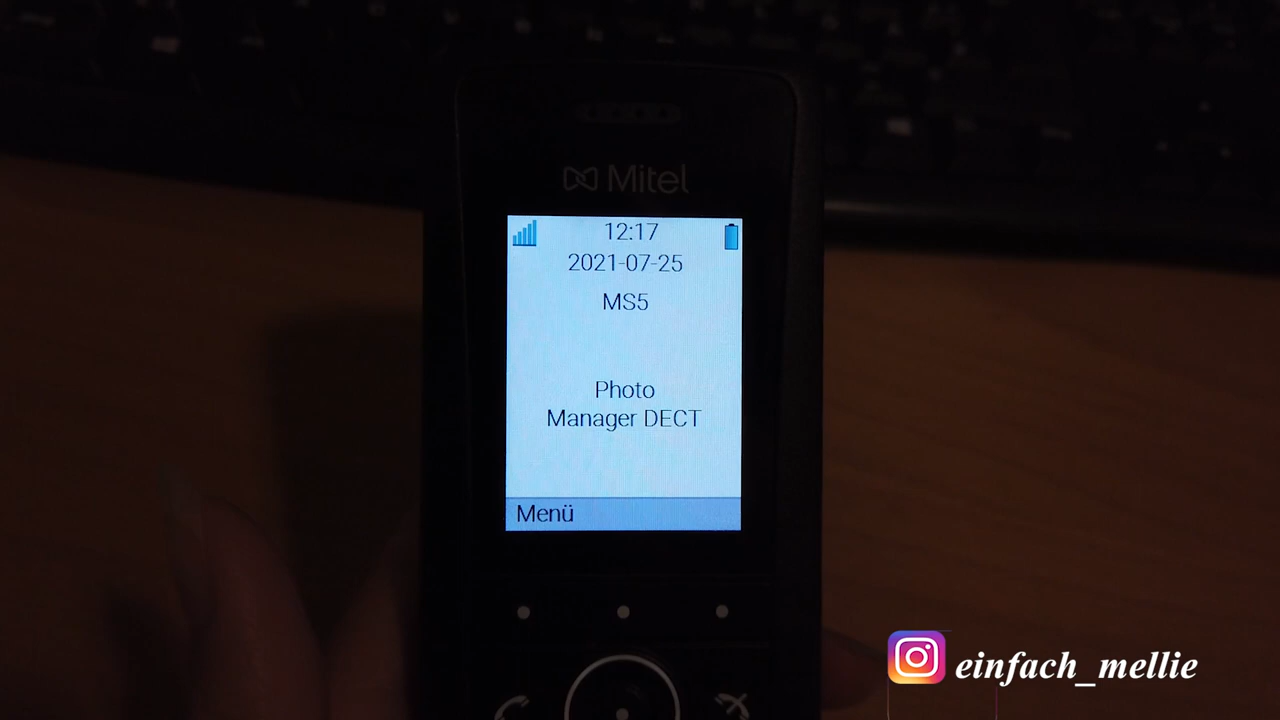 Mitel
12:17
2021-07-25
MS5
Photo
Manager DECT
Menü
einfach_mellie